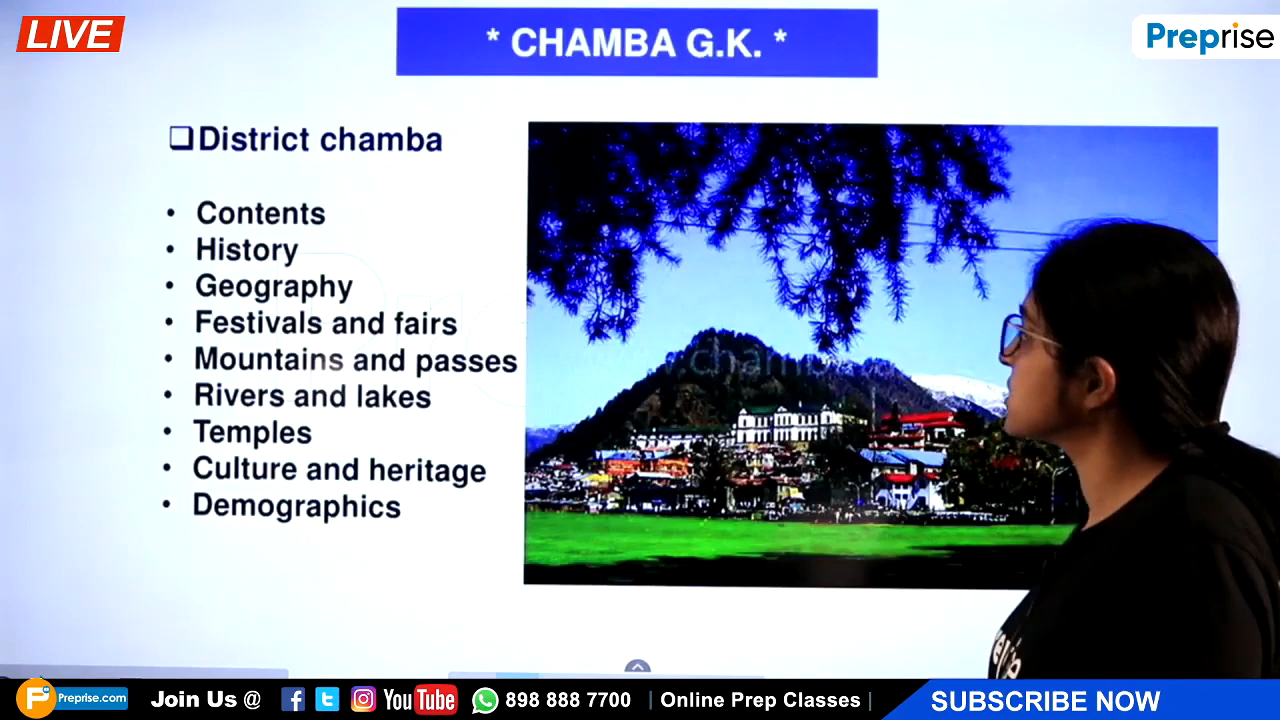 LIVE
* CHAMBA G.K. *
Preprise
❑District chamba
• Contents
• History
• Geography
• Festivals and fairs
• Mountains and passes
• Rivers and lakes
• Temples
• Culture and heritage
• Demographics
Preprise.com Join Us @ YouTube 898 888 7700 | Online Prep Classes | SUBSCRIBE NOW